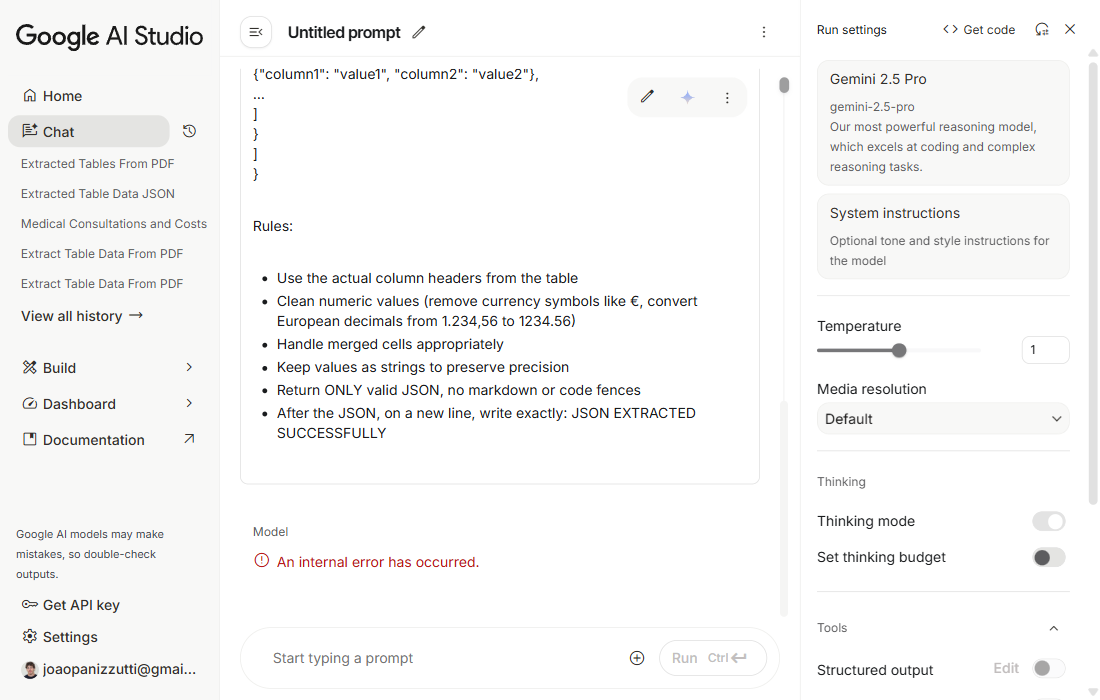 Google AI Studio
Home
Chat
Extracted Tables From PDF
Extracted Table Data JSON
Medical Consultations and Costs
Extract Table Data From PDF
Extract Table Data From PDF
View all history →
Build
Dashboard
Documentation
Google AI models may make
mistakes, so double-check
outputs.
Get API key
Settings
joaopanizzutti@gmai...
Untitled prompt
{"column1": "value1", "column2": "value2"},
...
]
}
]
}
Rules:
• Use the actual column headers from the table
• Clean numeric values (remove currency symbols like €, convert
European decimals from 1.234,56 to 1234.56)
• Handle merged cells appropriately
• Keep values as strings to preserve precision
• Return ONLY valid JSON, no markdown or code fences
• After the JSON, on a new line, write exactly: JSON EXTRACTED
SUCCESSFULLY
Model
An internal error has occurred.
Start typing a prompt
Run Ctrl
Run settings
<> Get code
Gemini 2.5 Pro
gemini-2.5-pro
Our most powerful reasoning model,
which excels at coding and complex
reasoning tasks.
System instructions
Optional tone and style instructions for
the model
Temperature
1
Media resolution
Default
Thinking
Thinking mode
Set thinking budget
Tools
Structured output Edit